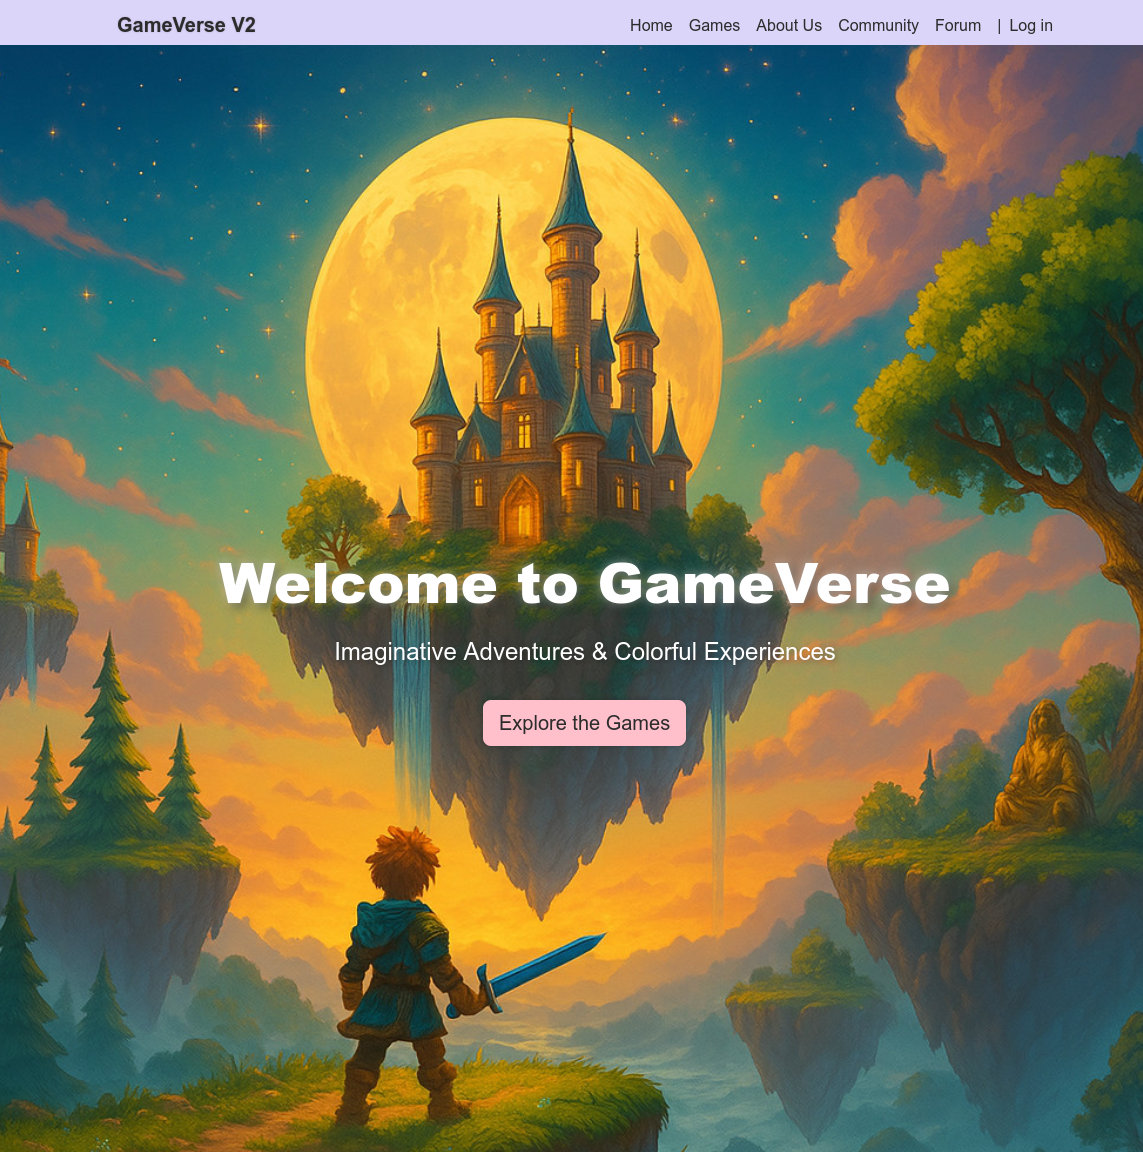 GameVerse V2
Home Games About Us Community Forum | Log in
Welcome to GameVerse
Imaginative Adventures & Colorful Experiences
Explore the Games